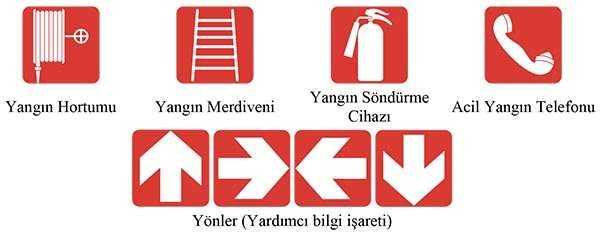 Yangın Hortumu
Yangın Merdiveni
Yangın Söndürme
Cihazı
Acil Yangın Telefonu
Yönler (Yardımcı bilgi işareti)